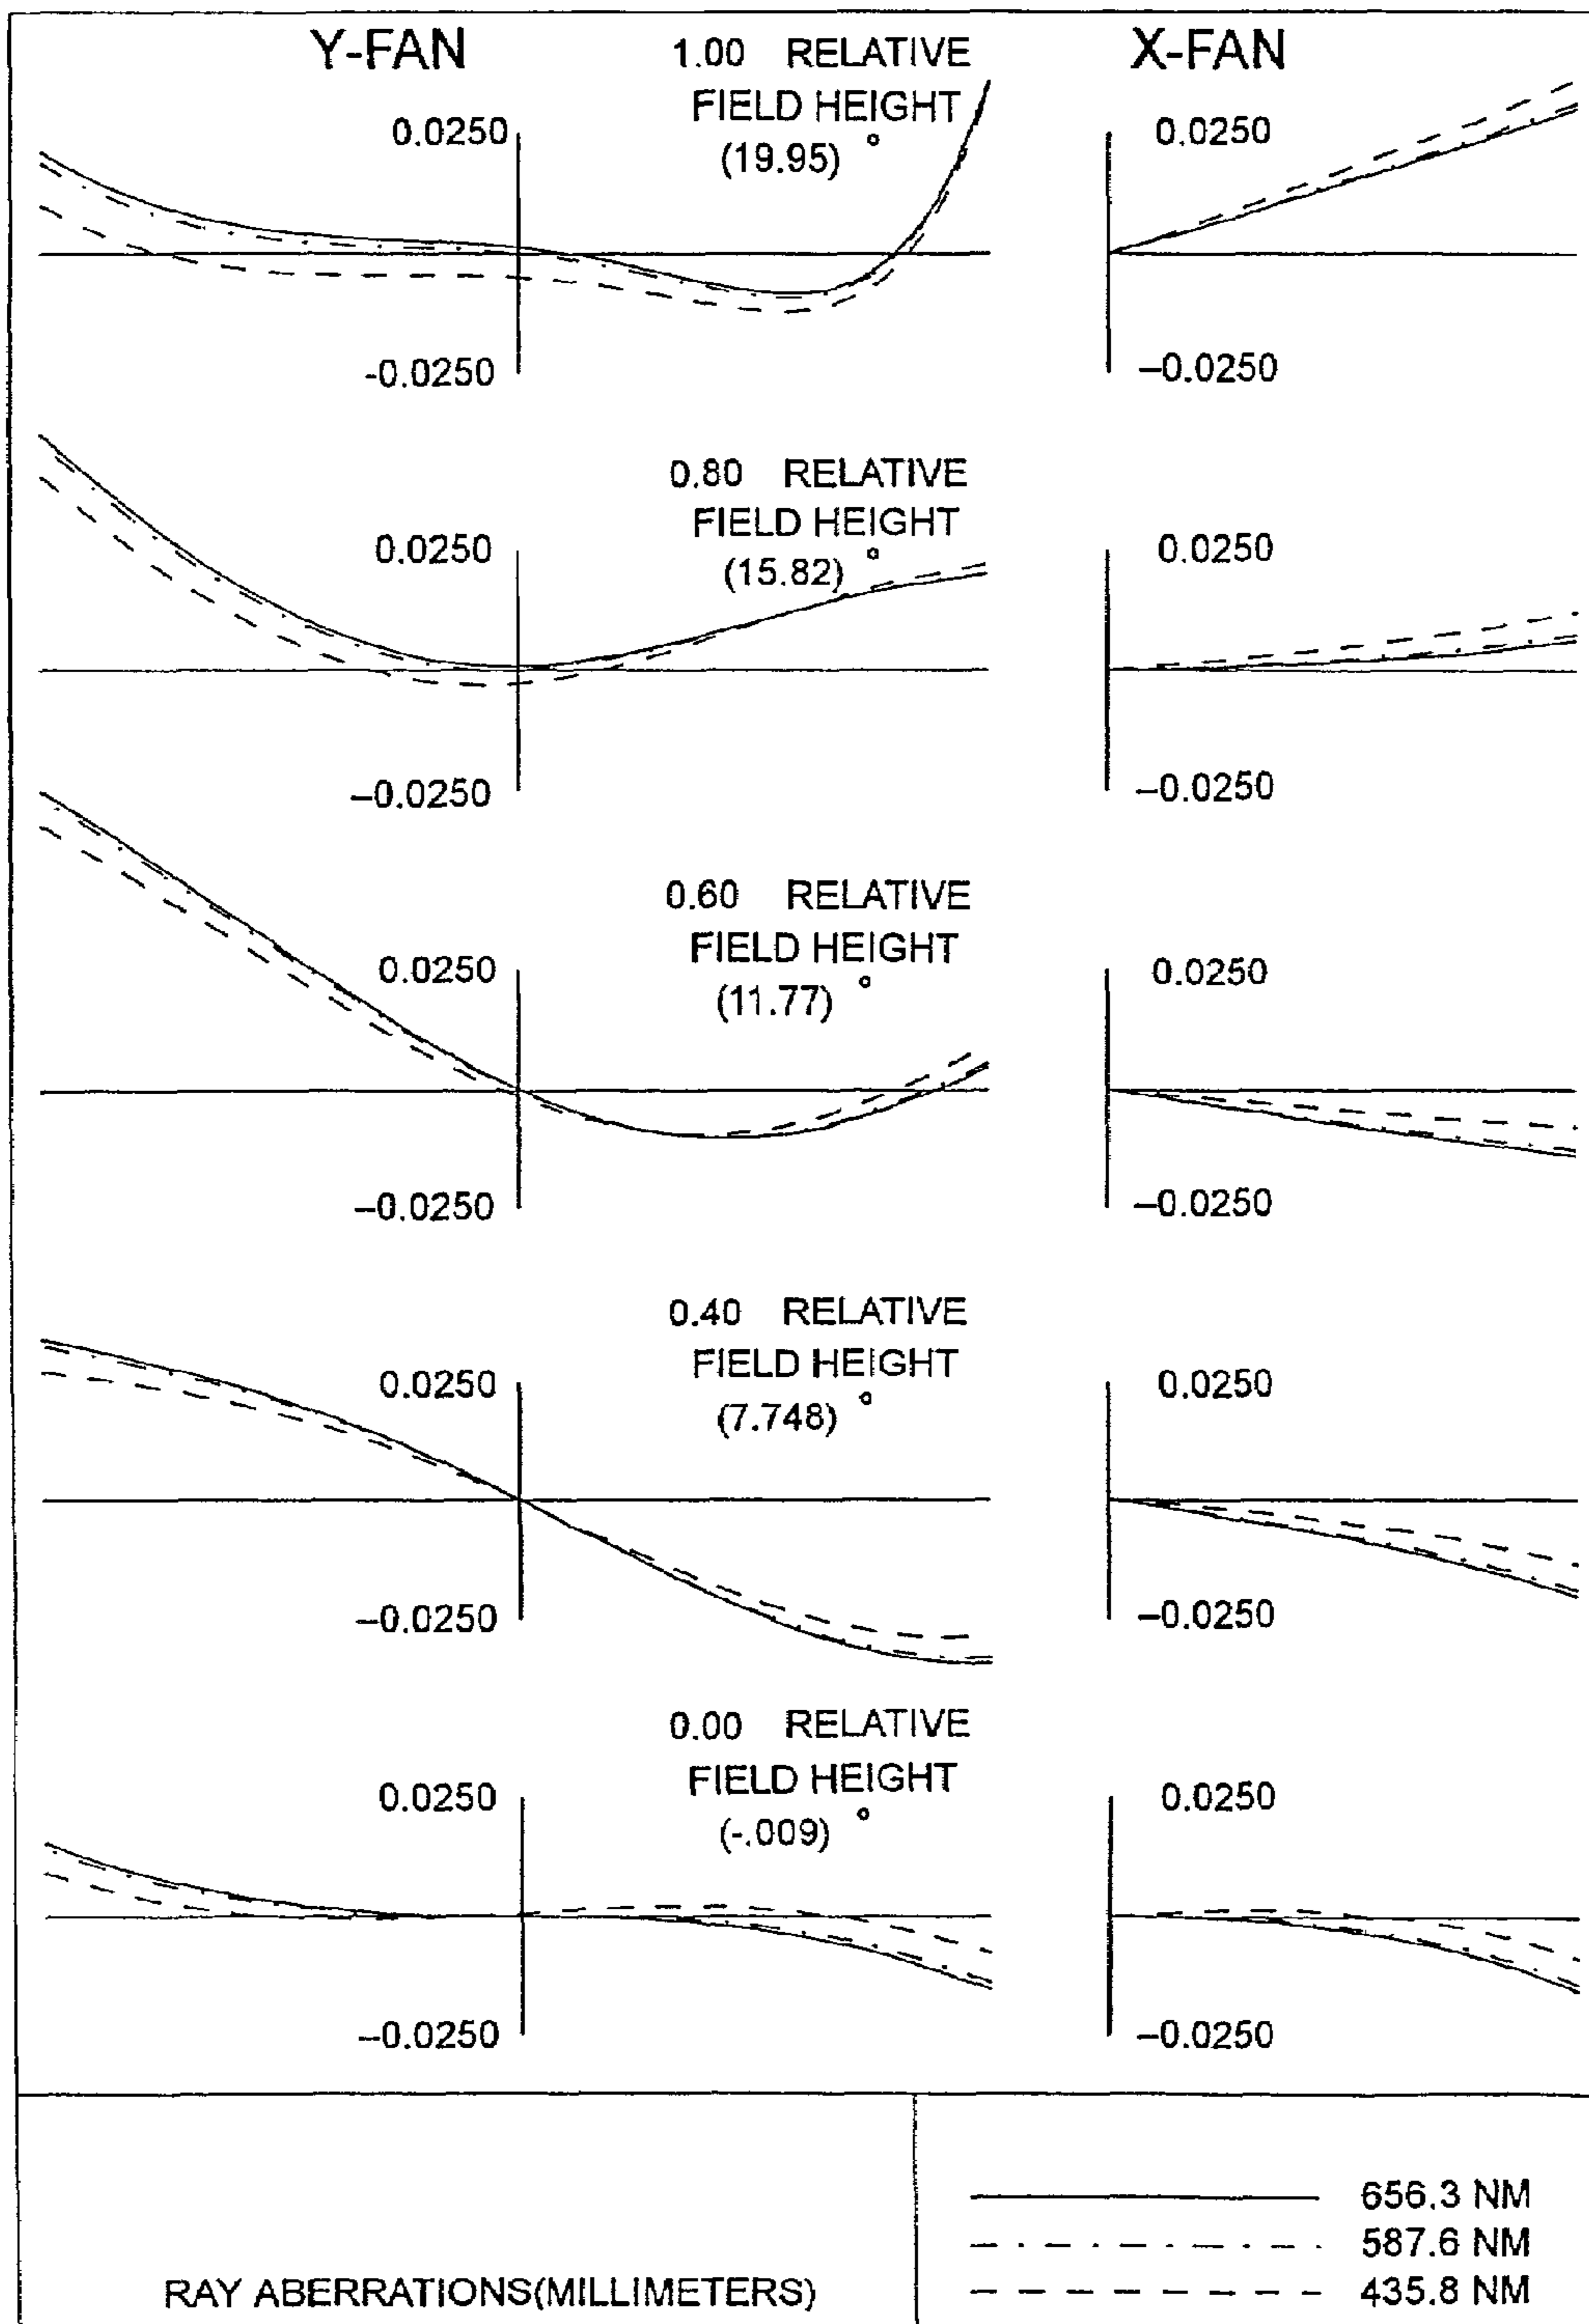 Y-FAN
1.00 RELATIVE
FIELD HEIGHT
(19.95) °
X-FAN
0.0250
-0.0250
0.0250
–0.0250
0.80 RELATIVE
FIELD HEIGHT
(15.82) °
0.0250
–0.0250
0.0250
–0.0250
0.60 RELATIVE
FIELD HEIGHT
(11.77) °
0.0250
–0.0250
0.0250
–0.0250
0.40 RELATIVE
FIELD HEIGHT
(7.748) °
0.0250
–0.0250
0.0250
–0.0250
0.00 RELATIVE
FIELD HEIGHT
(-.009) °
0.0250
–0.0250
0.0250
–0.0250
RAY ABERRATIONS(MILLIMETERS)
656.3 NM
587.6 NM
435.8 NM